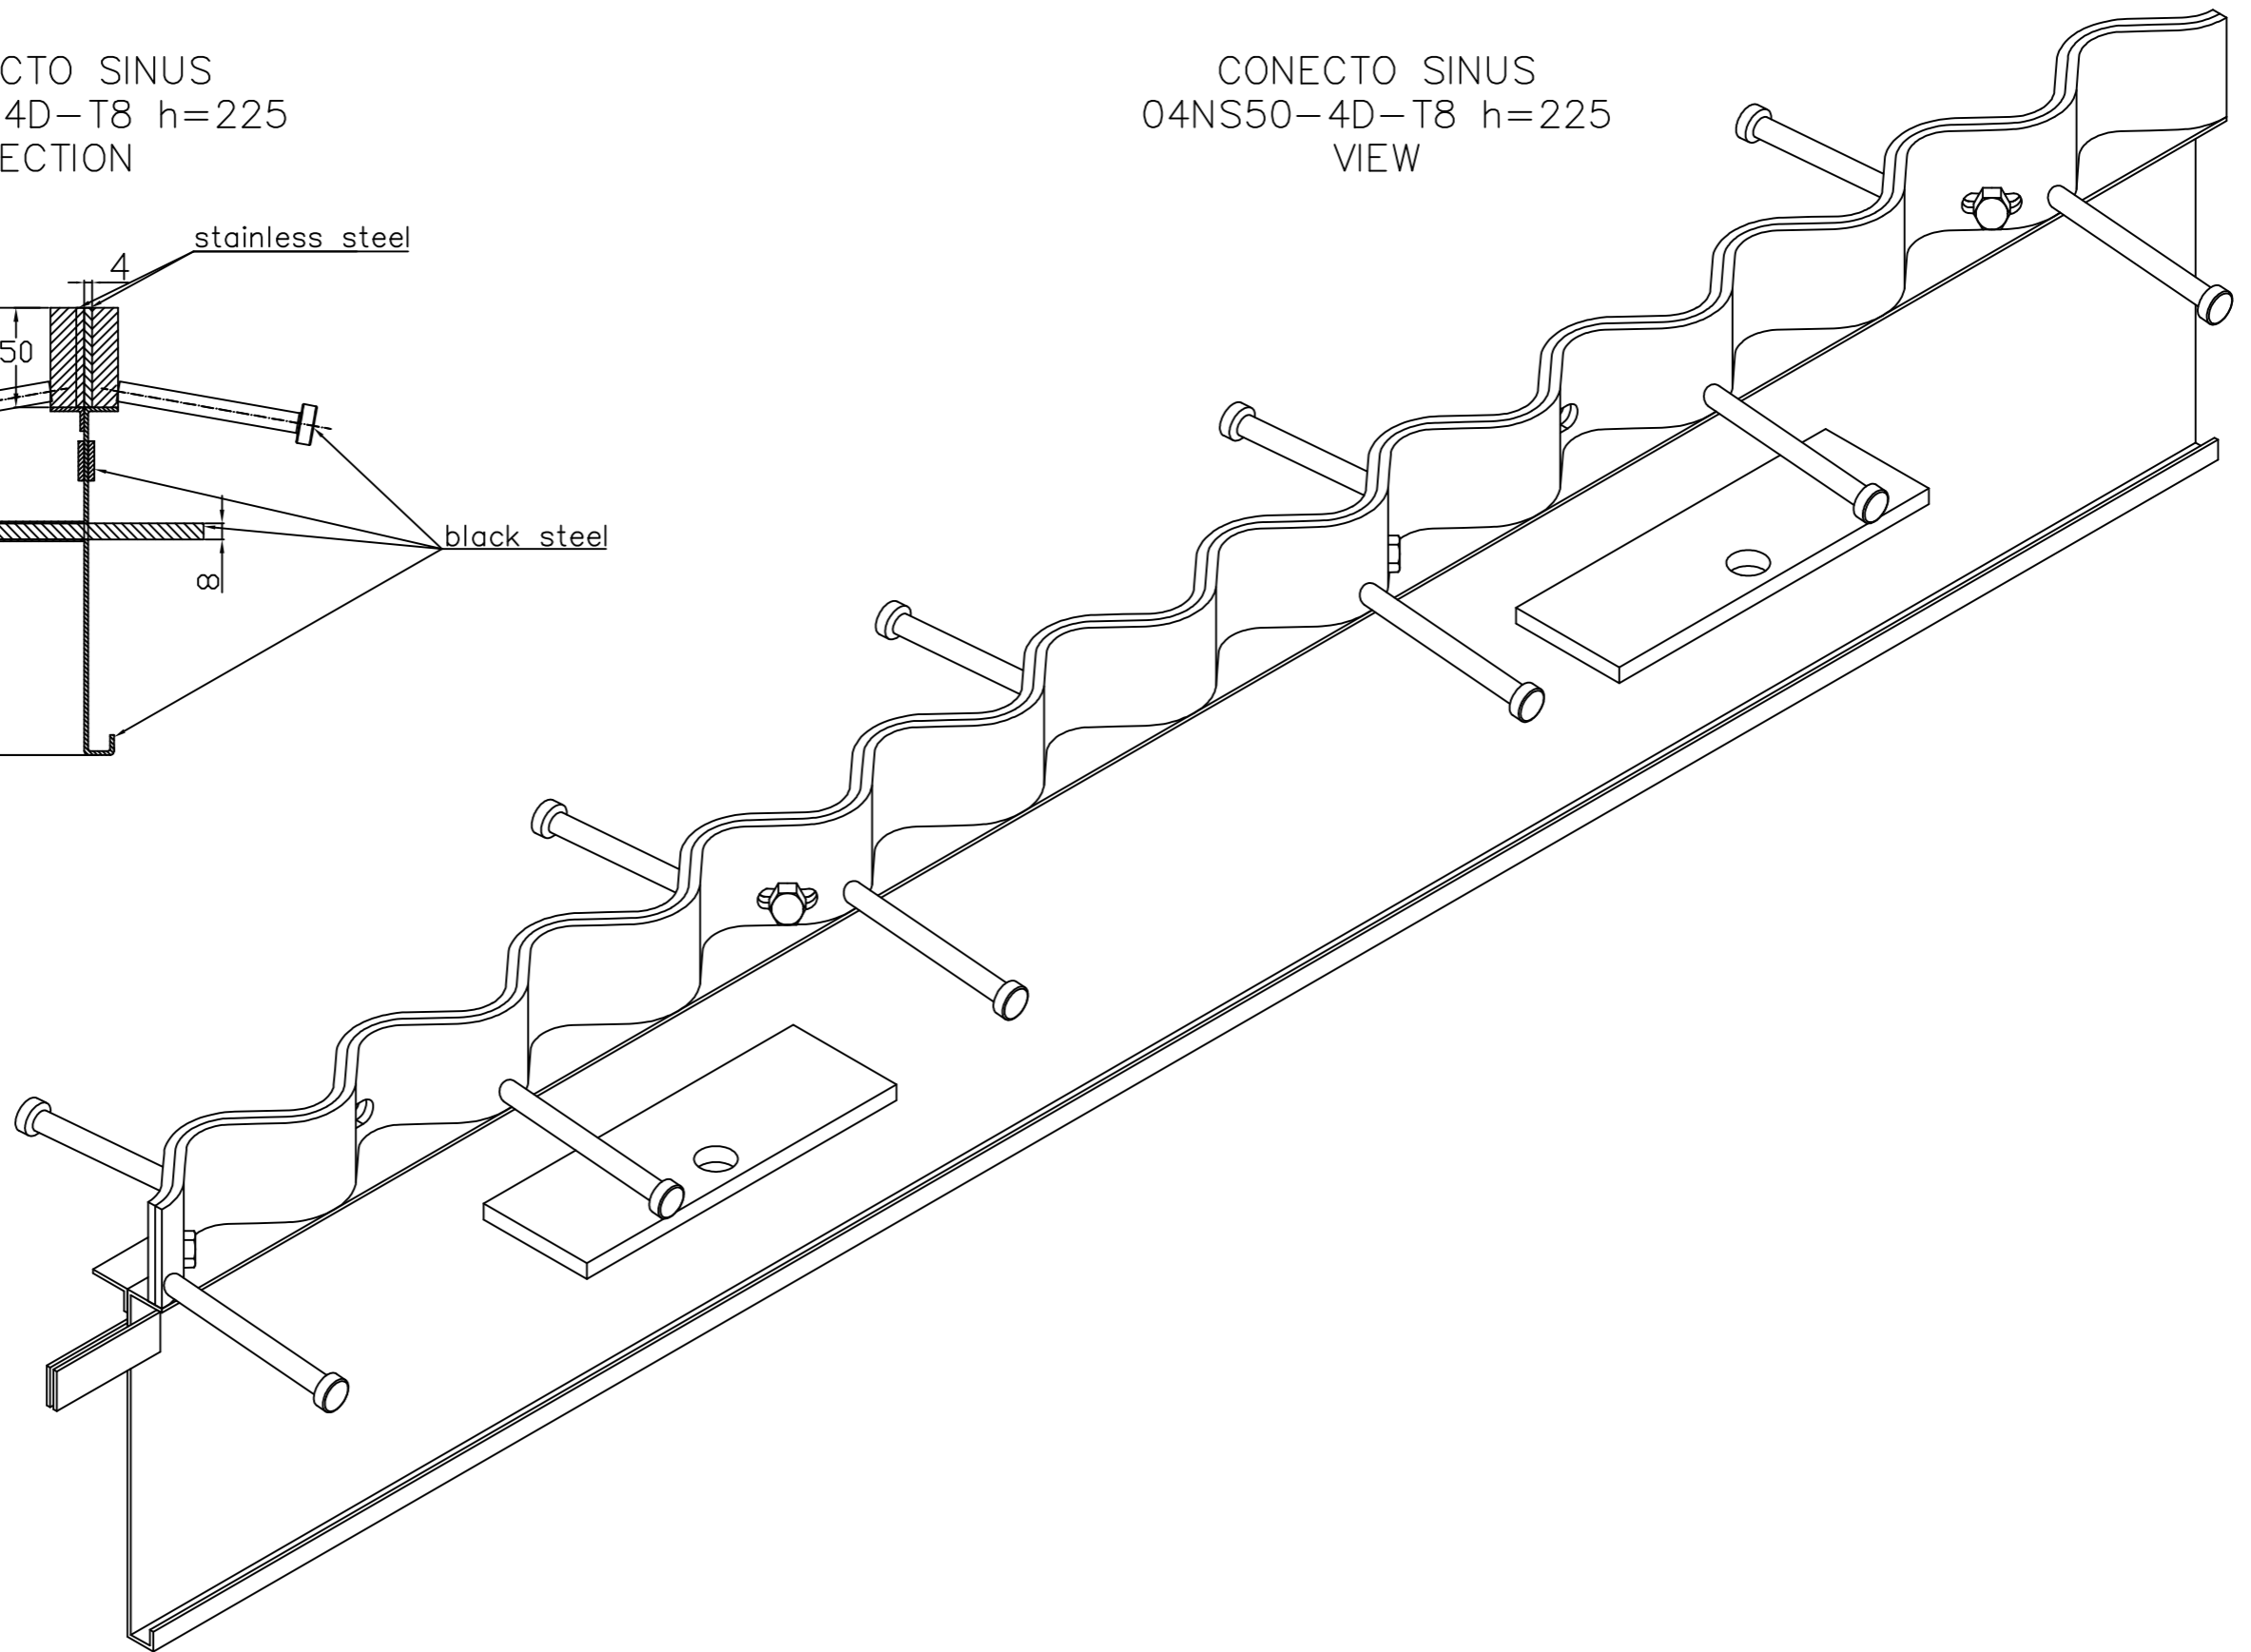 CTO SINUS
4D-T8 h=225
ECTION
CONECTO SINUS
04NS50-4D-T8 h=225
VIEW
stainless steel
4
50
black steel
8